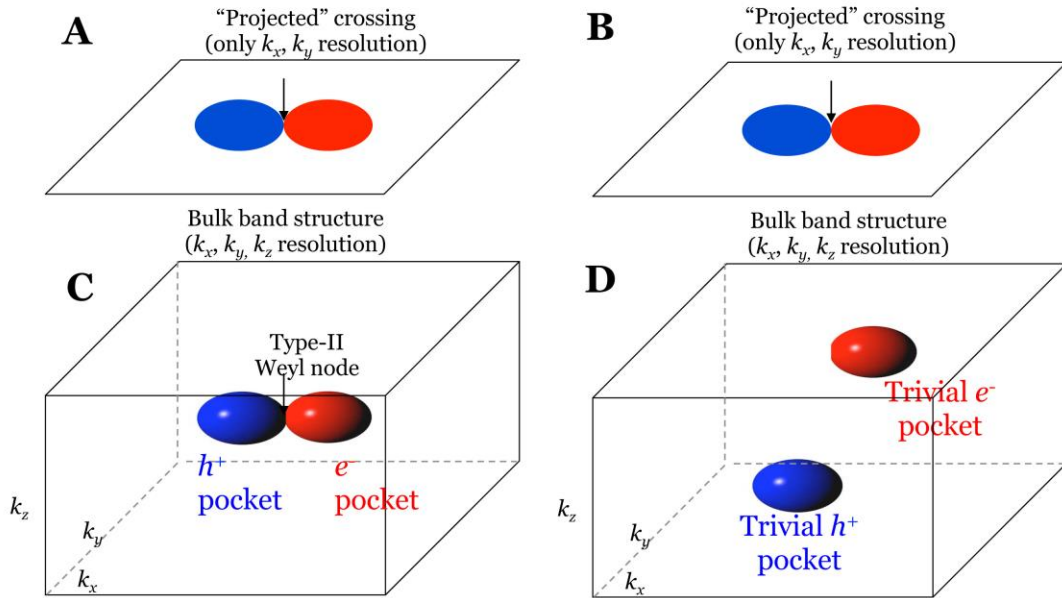 A
“Projected” crossing
(only kx, ky resolution)
B
“Projected” crossing
(only kx, ky resolution)
Bulk band structure
(kx, ky, kz resolution)
C
Type-II
Weyl node
h+
pocket
e-
pocket
kz
ky
kx
Bulk band structure
(kx, ky, kz resolution)
D
Trivial e-
pocket
Trivial h+
pocket
kz
ky
kx